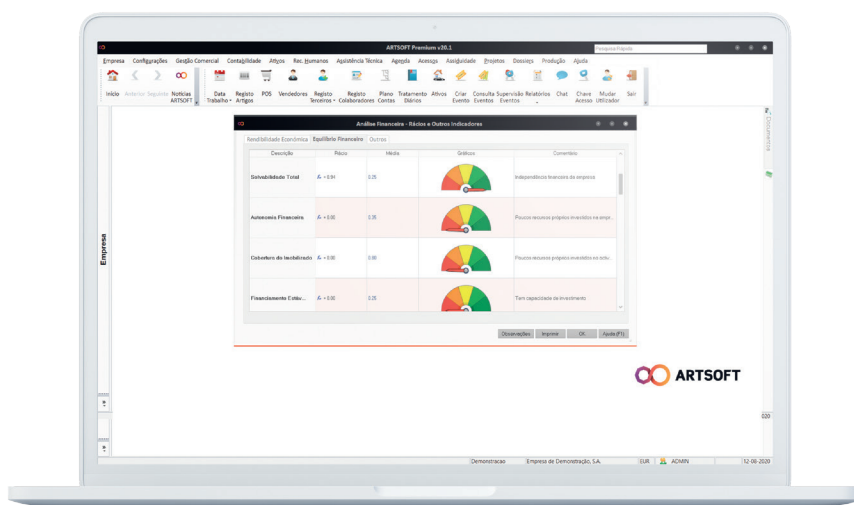 ARTSOFT Premium v20.1
Pesquisa Rápida
Empresa Configurações Gestão Comercial Contabilidade Ativos Rec. Humanos Assistência Técnica Agenda Acessos Assiduidade Projetos Dossiers Produção Ajuda
Início Anterior Seguinte Notícias ARTSOFT Data Trabalho Registo Artigos POS Vendedores Registo Terceiros Registo Colaboradores Plano Contas Tratamento Diários Ativos Criar Evento Consulta Eventos Supervisão Eventos Relatórios Chat Chave Acesso Mudar Utilizador Sair
Análise Financeira - Rácios e Outros Indicadores
Rendibilidade Económica Equilíbrio Financeiro Outros
Descrição Rácio Média Gráficos Comentário
Solvabilidade Total 0.25 Independência financeira da empresa
Autonomia Financeira Poucos recursos próprios investidos na empr...
Cobertura do Imobilizado Poucos recursos próprios investidos no
Financiamento Estáv... 0.25 Tem capacidade de investimento
Observações Imprimir OK Ajuda (F1)
Empresa
Documentos
ARTSOFT
020
Demonstracao Empresa de Demonstração, S.A. EUR ADMIN 12-08-2020